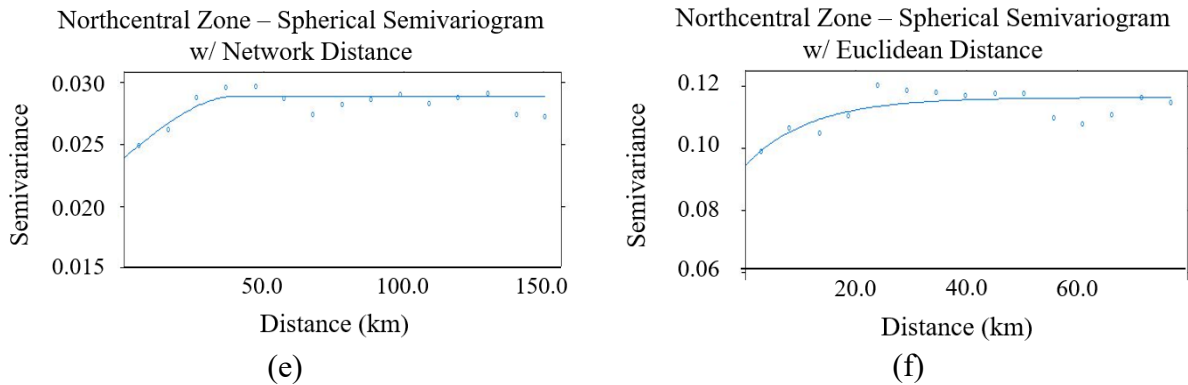 Northcentral Zone – Spherical Semivariogram
w/ Network Distance
Semivariance
0.030
0.025
0.020
0.015
50.0
100.0
150.0
Distance (km)
(e)
Northcentral Zone – Spherical Semivariogram
w/ Euclidean Distance
Semivariance
0.12
0.10
0.08
0.06
20.0
40.0
60.0
Distance (km)
(f)